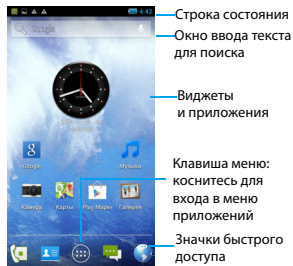 4:42
Строка состояния
Google
Окно ввода текста
для поиска
Виджеты
и приложения
Google
Музыка
Клавиша меню:
коснитесь для
входа в меню
приложений
Камера
Карты
Play Маркет
Галерея
Значки быстрого
доступа